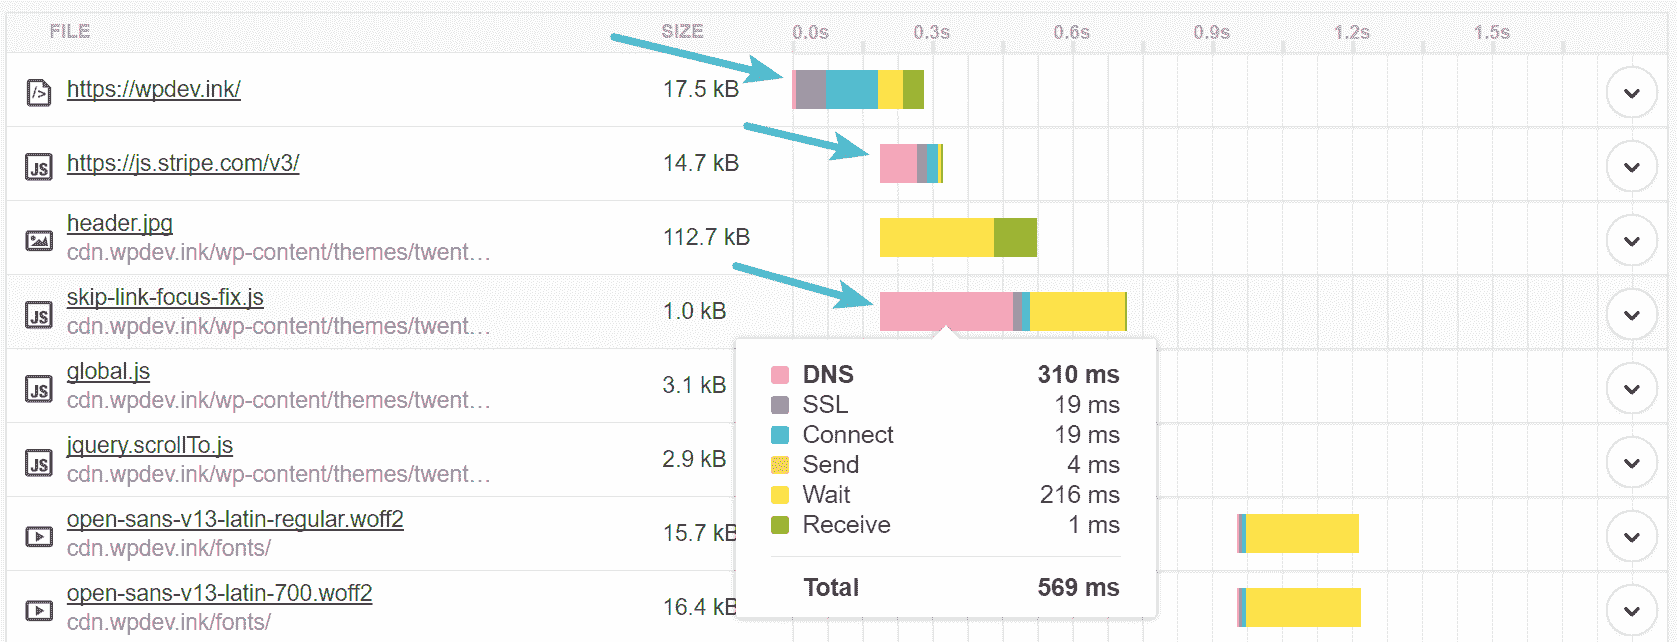 FILE SIZE 0.0s 0.3s 0.6s 0.9s 1.2s 1.5s
https://wpdev.ink/ 17.5 kB
https://js.stripe.com/v3/ 14.7 kB
header.jpg
cdn.wpdev.ink/wp-content/themes/twent… 112.7 kB
skip-link-focus-fix.js
cdn.wpdev.ink/wp-content/themes/twent… 1.0 kB
global.js
cdn.wpdev.ink/wp-content/themes/twent… 3.1 kB
jquery.scrollTo.js
cdn.wpdev.ink/wp-content/themes/twent… 2.9 kB
open-sans-v13-latin-regular.woff2
cdn.wpdev.ink/fonts/ 15.7 kB
open-sans-v13-latin-700.woff2
cdn.wpdev.ink/fonts/ 16.4 kB
DNS 310 ms
SSL 19 ms
Connect 19 ms
Send 4 ms
Wait 216 ms
Receive 1 ms
Total 569 ms